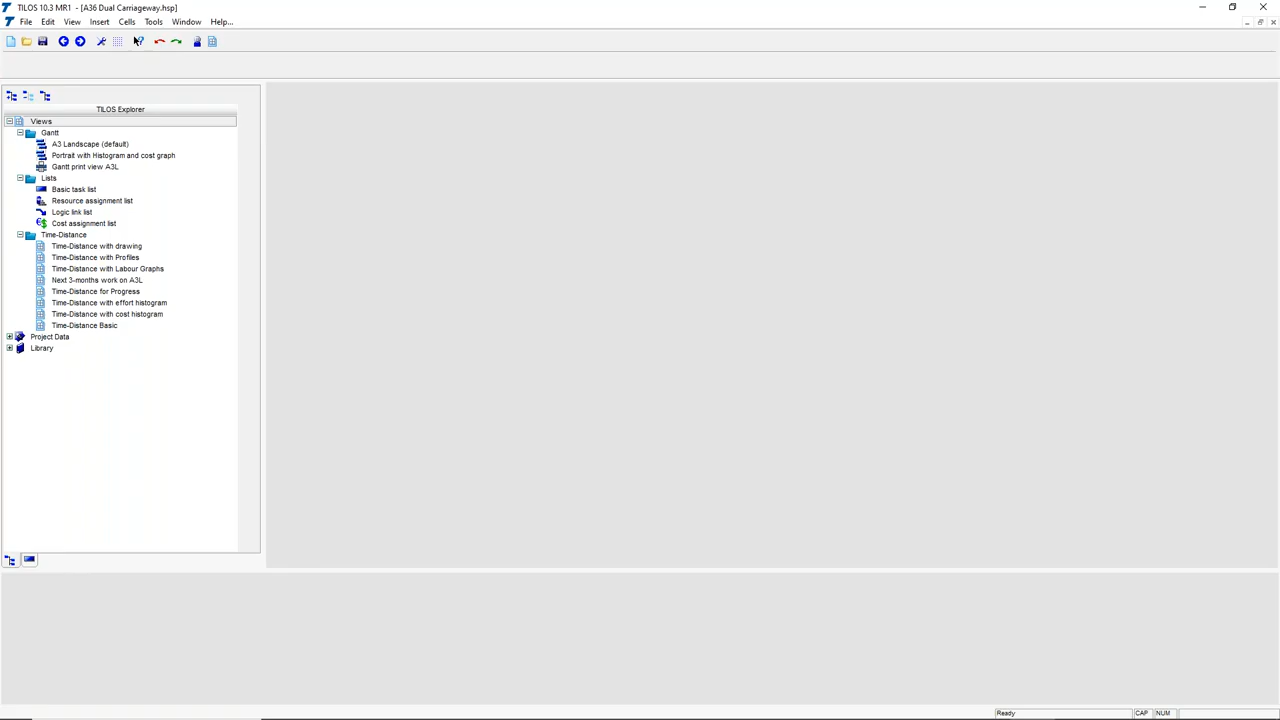 TILOS 10.3 MR1 - [A36 Dual Carriageway.hsp]
File Edit View Insert Cells Tools Window Help...
TILOS Explorer
Views
Gantt
A3 Landscape (default)
Portrait with Histogram and cost graph
Gantt print view A3L
Lists
Basic task list
Resource assignment list
Logic link list
Cost assignment list
Time-Distance
Time-Distance with drawing
Time-Distance with Profiles
Time-Distance with Labour Graphs
Next 3-months work on A3L
Time-Distance for Progress
Time-Distance with effort histogram
Time-Distance with cost histogram
Time-Distance Basic
Project Data
Library
Ready CAP NUM